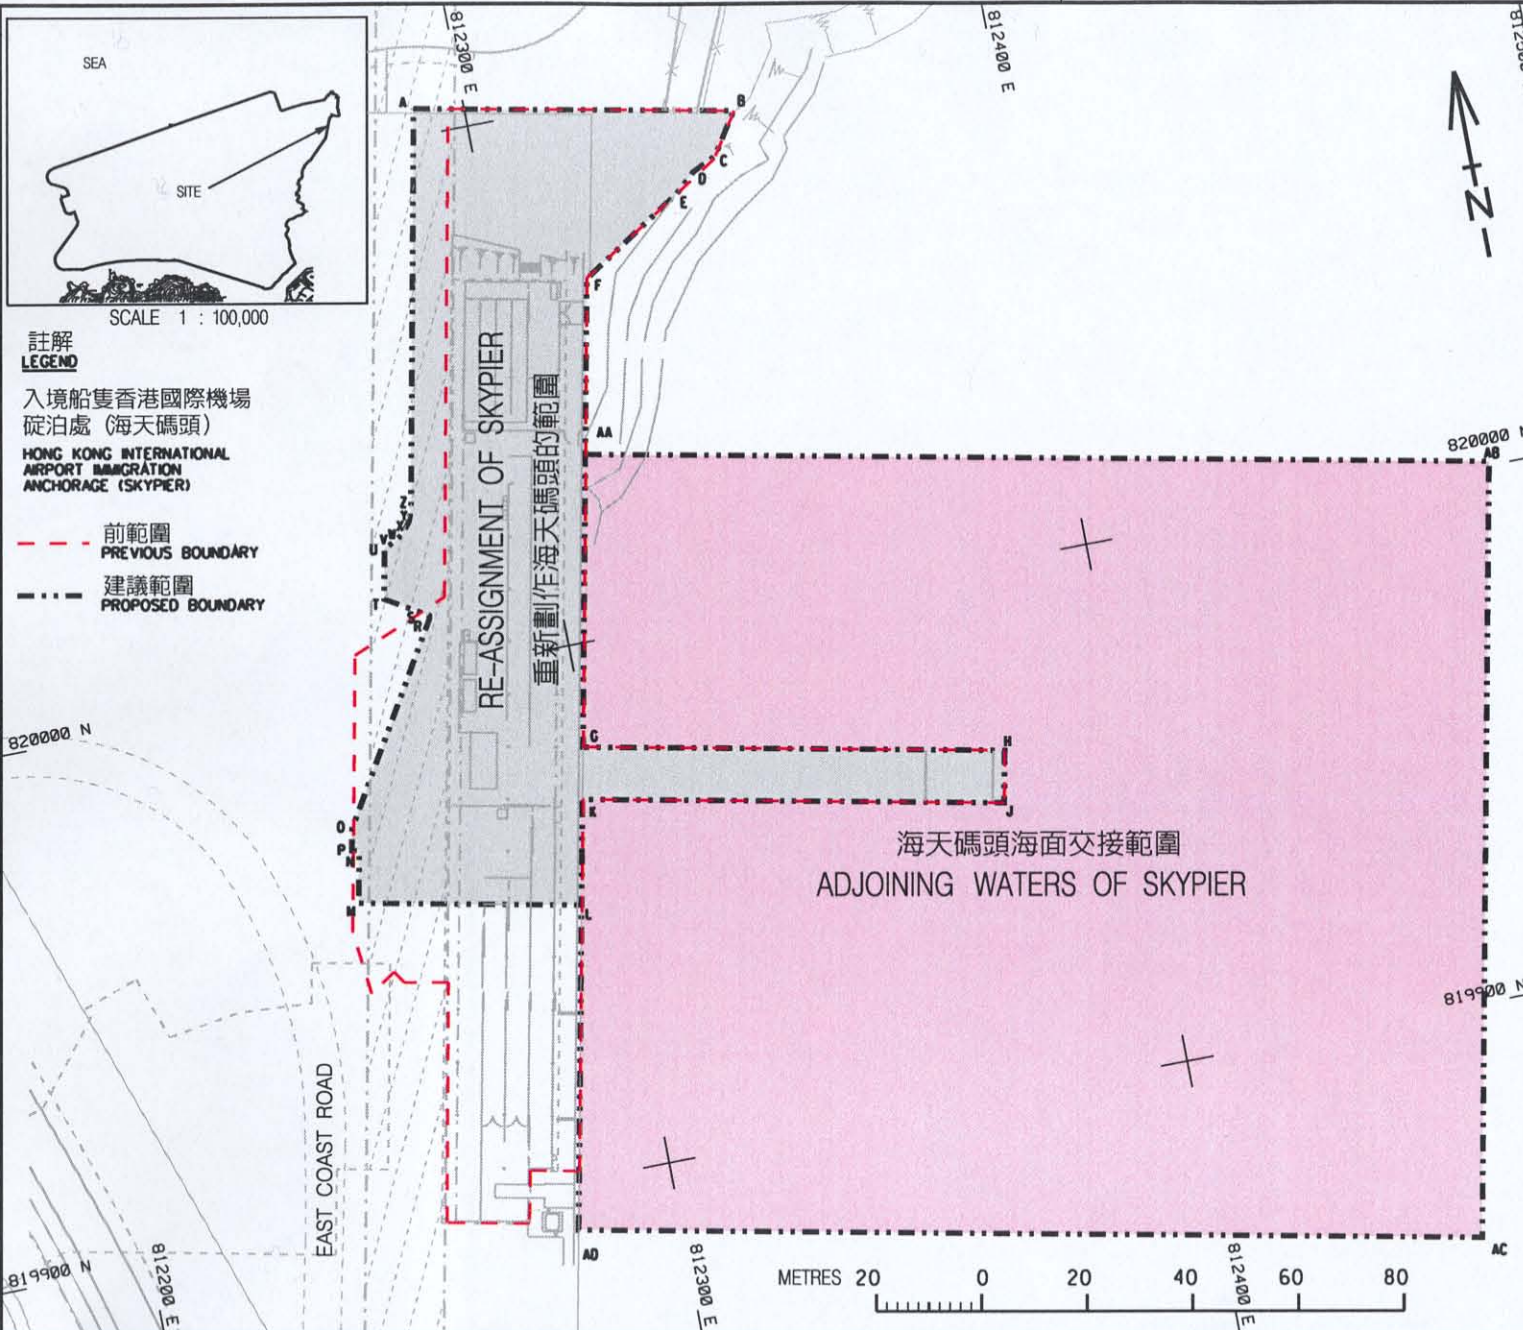 SEA
SITE
SCALE 1 : 100,000
註解
LEGEND
入境船隻香港國際機場
碇泊處 (海天碼頭)
HONG KONG INTERNATIONAL
AIRPORT IMMIGRATION
ANCHORAGE (SKYPIER)
前範圍
PREVIOUS BOUNDARY
建議範圍
PROPOSED BOUNDARY
812300 E
812400 E
N
A
B
C
D
E
F
AA
820000 N
AB
Z
Y
X
W
V
U
T
S
R
RE-ASSIGNMENT OF SKYPIER
重新劃作海天碼頭的範圍
820000 N
G
H
K
J
O
P
N
M
L
海天碼頭海面交接範圍
ADJOINING WATERS OF SKYPIER
819900 N
EAST COAST ROAD
AD
AC
819900 N
812200 E
812300 E
812400 E
METRES 20 0 20 40 60 80